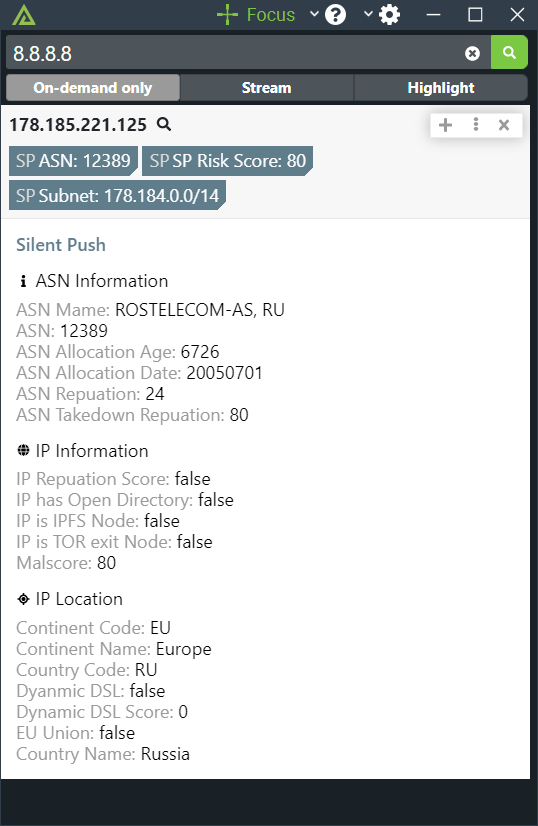 Focus
8.8.8.8
On-demand only Stream Highlight
178.185.221.125
SP ASN: 12389 SP SP Risk Score: 80
SP Subnet: 178.184.0.0/14
Silent Push
ASN Information
ASN Mame: ROSTELECOM-AS, RU
ASN: 12389
ASN Allocation Age: 6726
ASN Allocation Date: 20050701
ASN Repuation: 24
ASN Takedown Repuation: 80
IP Information
IP Repuation Score: false
IP has Open Directory: false
IP is IPFS Node: false
IP is TOR exit Node: false
Malscore: 80
IP Location
Continent Code: EU
Continent Name: Europe
Country Code: RU
Dyanmic DSL: false
Dynamic DSL Score: 0
EU Union: false
Country Name: Russia